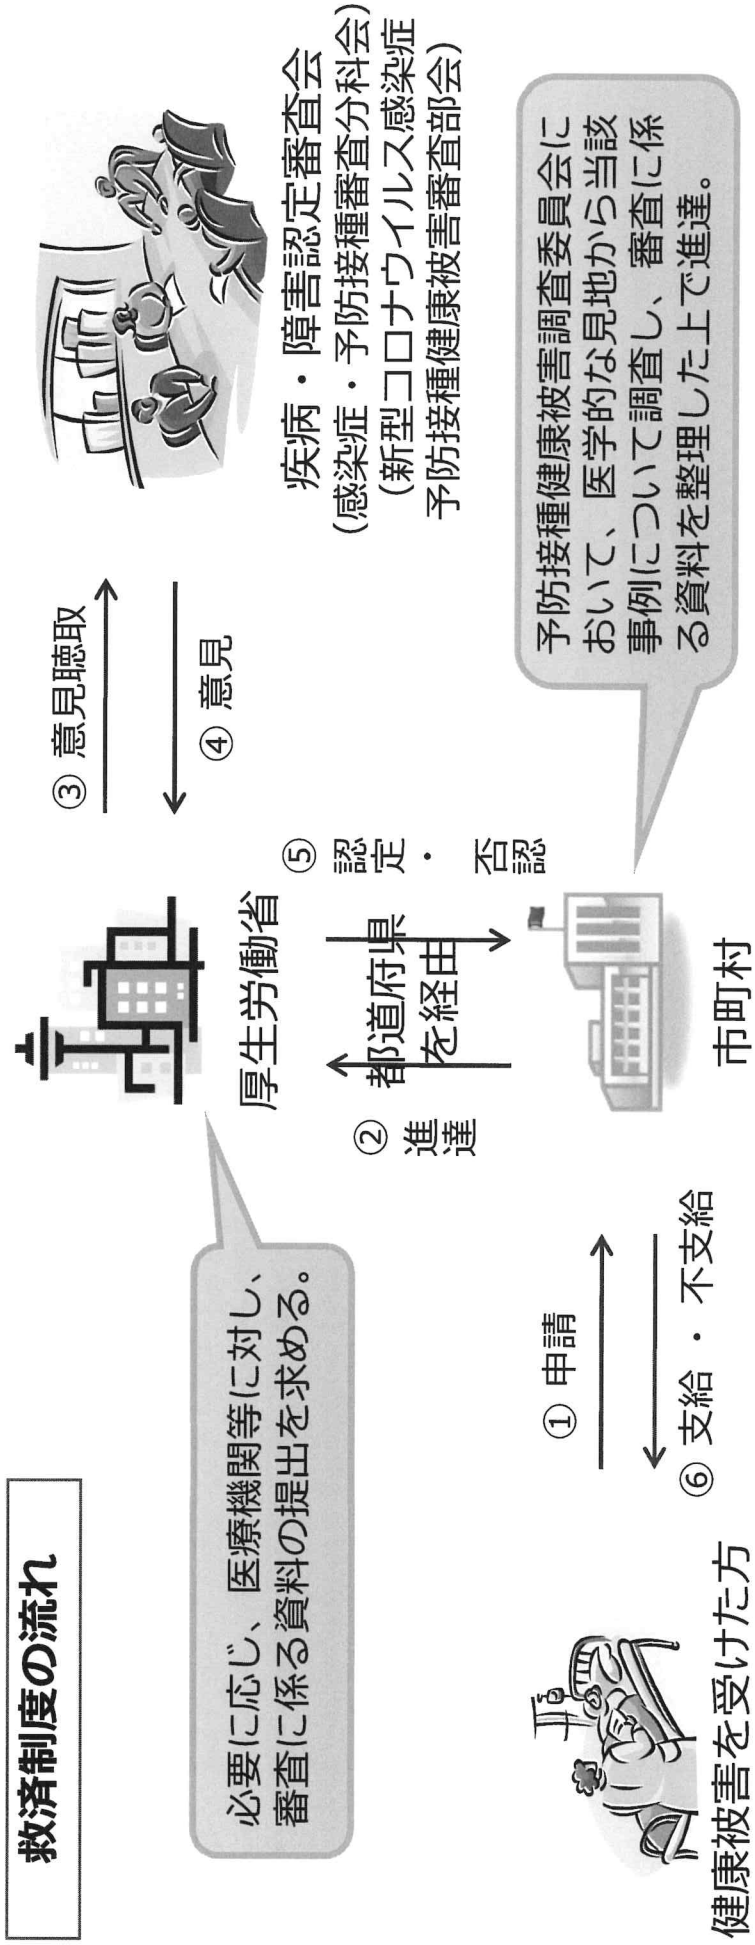 救済制度の流れ
必要に応じ、医療機関等に対し、
審査に係る資料の提出を求める。
厚生労働省
③ 意見聴取
④ 意見
疾病・障害認定審査会
(感染症・予防接種審査分科会)
(新型コロナウイルス感染症
予防接種健康被害審査部会)
② 進達
都道府県
を経由
⑤ 認定・否認
① 申請
⑥ 支給 ・ 不支給
健康被害を受けた方
市町村
予防接種健康被害調査委員会に
おいて、医学的な見地から当該
事例について調査し、審査に係
る資料を整理した上で進達。